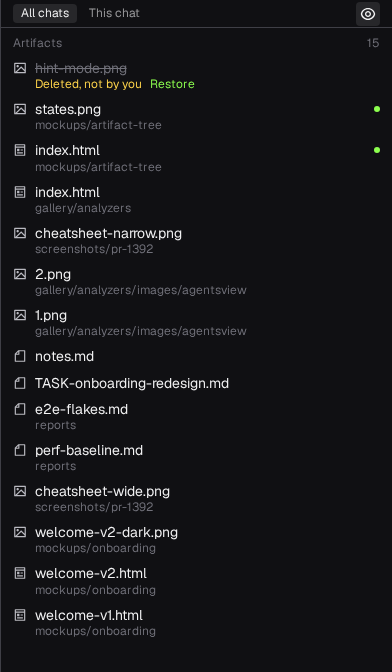 All chats This chat
Artifacts 15
hint-mode.png
Deleted, not by you Restore
states.png
mockups/artifact-tree
index.html
mockups/artifact-tree
index.html
gallery/analyzers
cheatsheet-narrow.png
screenshots/pr-1392
2.png
gallery/analyzers/images/agentsview
1.png
gallery/analyzers/images/agentsview
notes.md
TASK-onboarding-redesign.md
e2e-flakes.md
reports
perf-baseline.md
reports
cheatsheet-wide.png
screenshots/pr-1392
welcome-v2-dark.png
mockups/onboarding
welcome-v2.html
mockups/onboarding
welcome-v1.html
mockups/onboarding